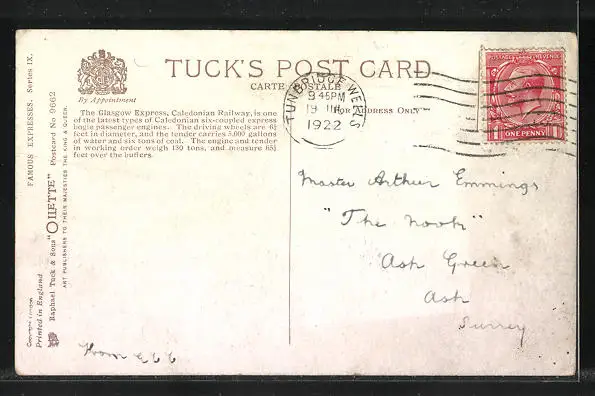 TUCK'S POST CARD
CARTE POSTALE
By Appointment
FOR ADDRESS ONLY
The Glasgow Express, Caledonian Railway, is one
of the latest types of Caledonian six-coupled express
bogie passenger engines. The driving wheels are 6½
feet in diameter, and the tender carries 5,000 gallons
of water and six tons of coal. The engine and tender
in working order weigh 130 tons, and measure 65½
feet over the buffers.
FAMOUS EXPRESSES. Series IX.
Postcard No 9662
Raphael Tuck & Sons' "OILETTE"
ART PUBLISHERS TO THEIR MAJESTIES THE KING & QUEEN.
Printed in England
TUNBRIDGE WELLS
9.45PM
19
1922
POSTAGE
ONE PENNY
Master Arthur Emmings
"The Nook"
Ash Green
Ash
Surrey
From